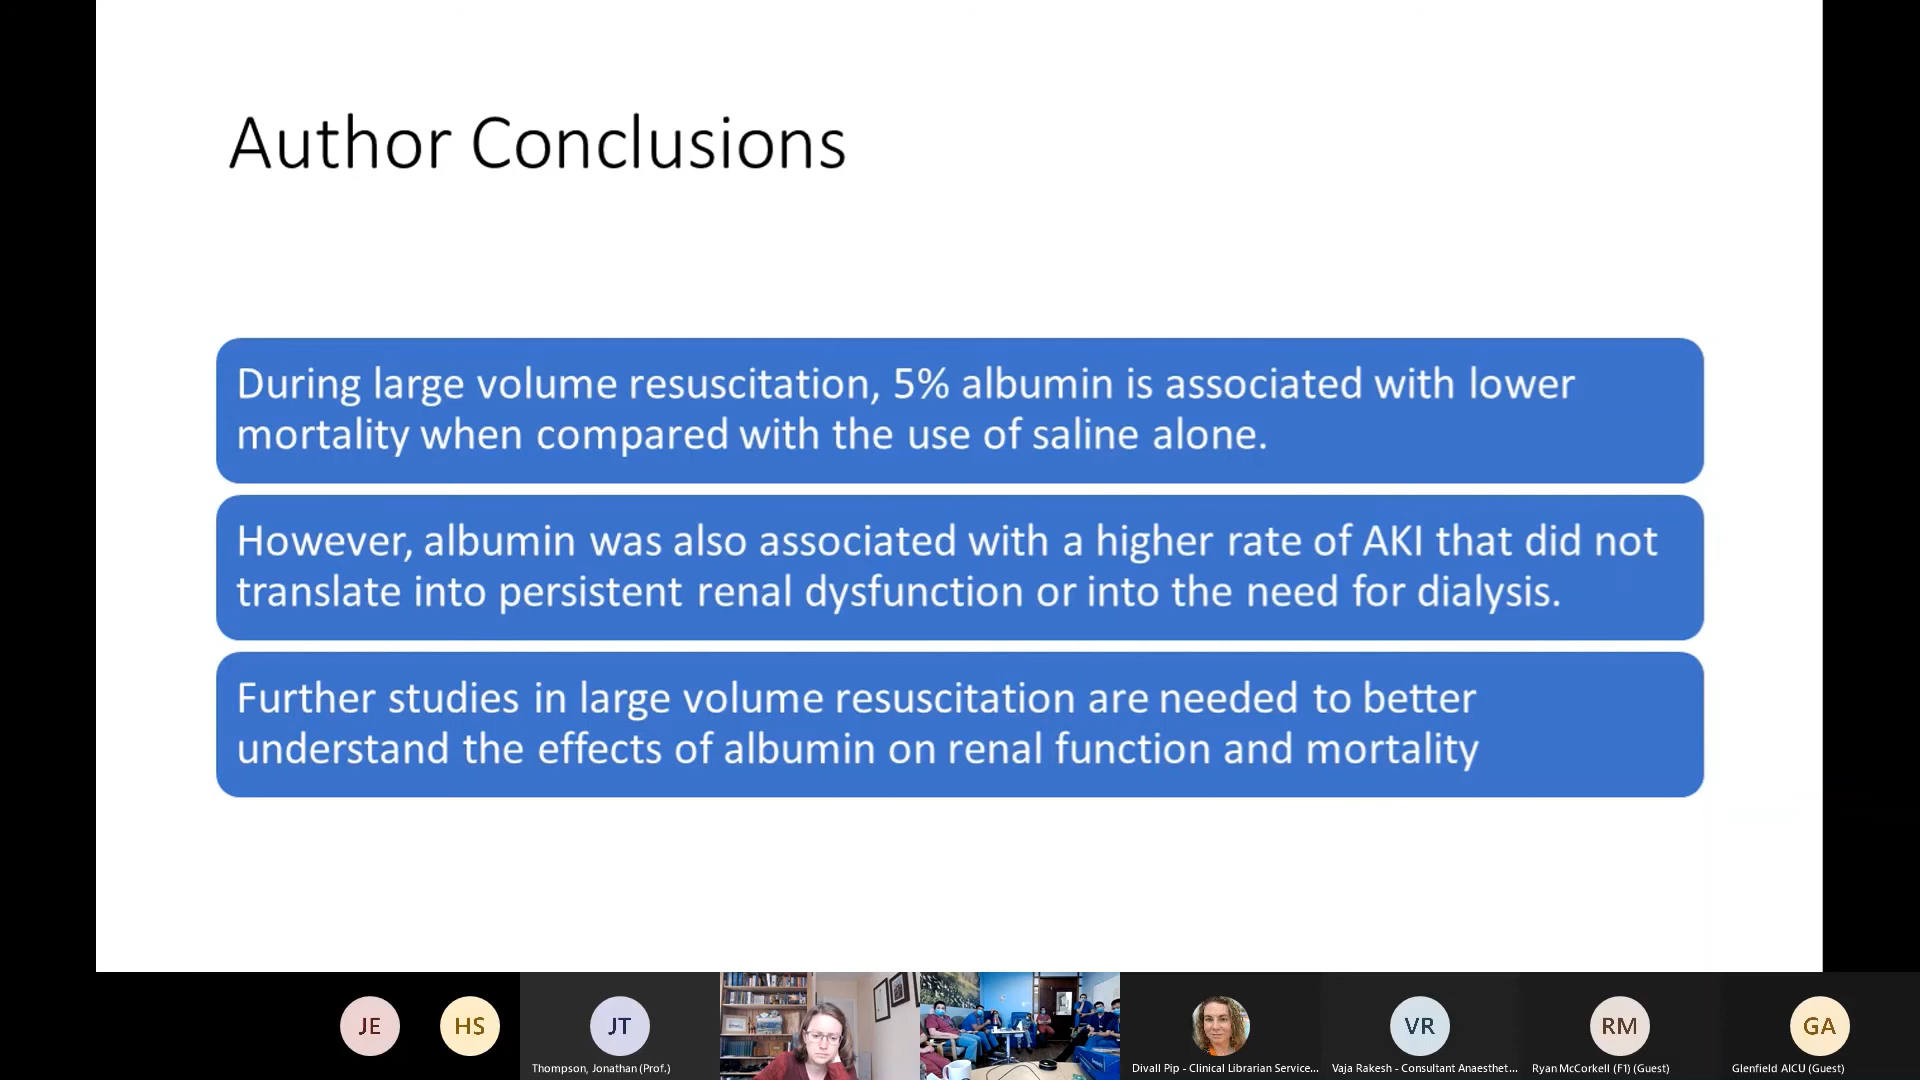 Author Conclusions
During large volume resuscitation, 5% albumin is associated with lower
mortality when compared with the use of saline alone.
However, albumin was also associated with a higher rate of AKI that did not
translate into persistent renal dysfunction or into the need for dialysis.
Further studies in large volume resuscitation are needed to better
understand the effects of albumin on renal function and mortality
JE
HS
JT
VR
RM
GA
Thompson, Jonathan (Prof.)
Divall Pip - Clinical Librarian Service...
Vaja Rakesh - Consultant Anaesthet...
Ryan McCorkell (F1) (Guest)
Glenfield AICU (Guest)